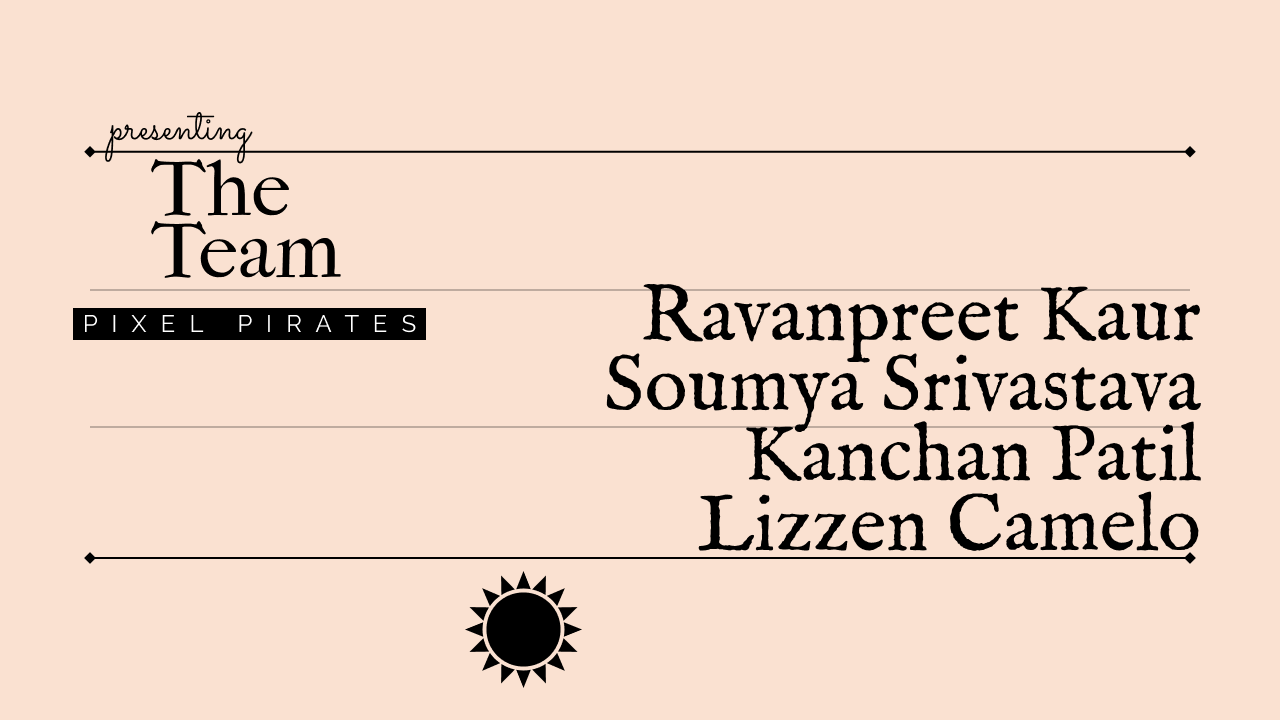 presenting
The
Team
PIXEL PIRATES
Ravanpreet Kaur
Soumya Srivastava
Kanchan Patil
Lizzen Camelo